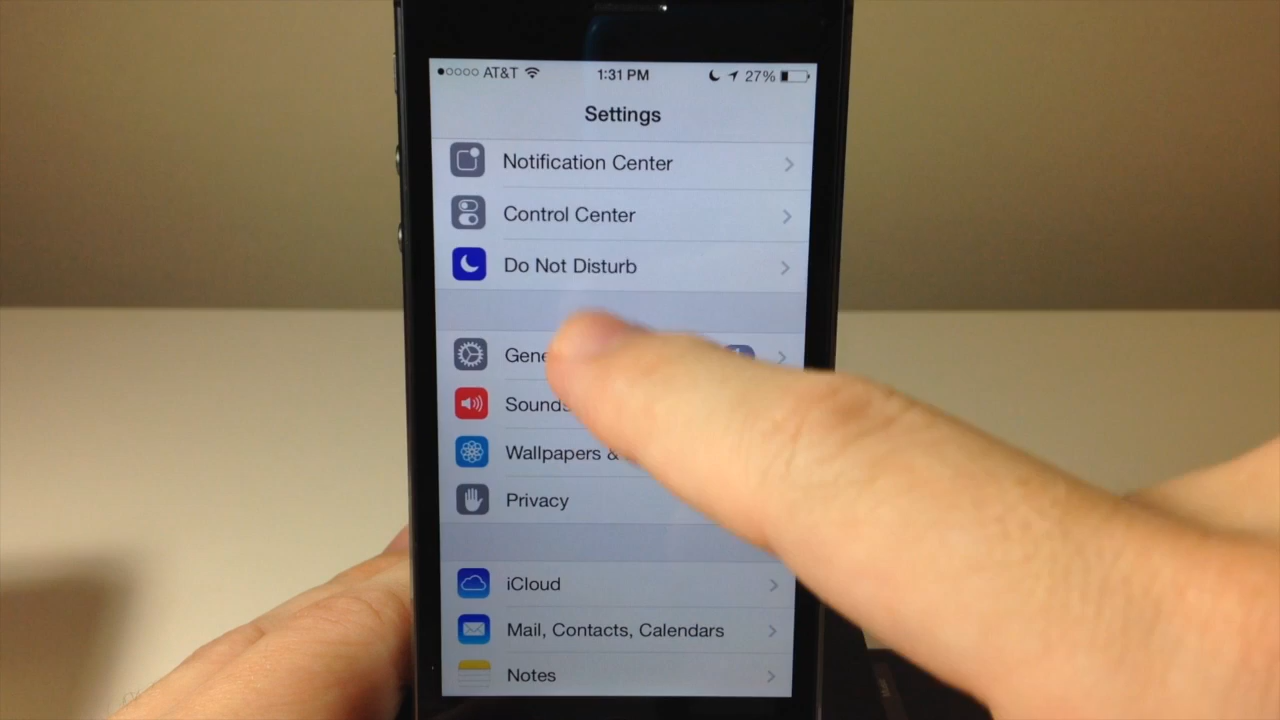 AT&T 1:31 PM 27%
Settings
Notification Center
Control Center
Do Not Disturb
Gene
Sounds
Wallpapers &
Privacy
iCloud
Mail, Contacts, Calendars
Notes